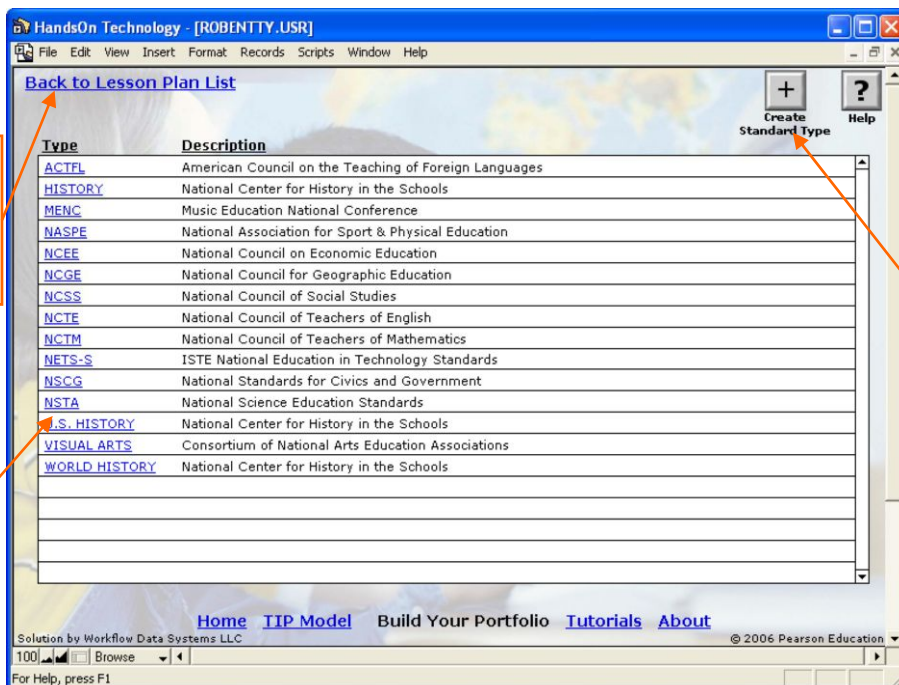 HandsOn Technology - [ROBENTTY.USR]
File Edit View Insert Format Records Scripts Window Help
Back to Lesson Plan List
+ ?
Create Standard Type Help
Type Description
ACTFL American Council on the Teaching of Foreign Languages
HISTORY National Center for History in the Schools
MENC Music Education National Conference
NASPE National Association for Sport & Physical Education
NCEE National Council on Economic Education
NCGE National Council for Geographic Education
NCSS National Council of Social Studies
NCTE National Council of Teachers of English
NCTM National Council of Teachers of Mathematics
NETS-S ISTE National Education in Technology Standards
NSCG National Standards for Civics and Government
NSTA National Science Education Standards
U.S. HISTORY National Center for History in the Schools
VISUAL ARTS Consortium of National Arts Education Associations
WORLD HISTORY National Center for History in the Schools
Home TIP Model Build Your Portfolio Tutorials About
Solution by Workflow Data Systems LLC © 2006 Pearson Education
100 Browse
For Help, press F1